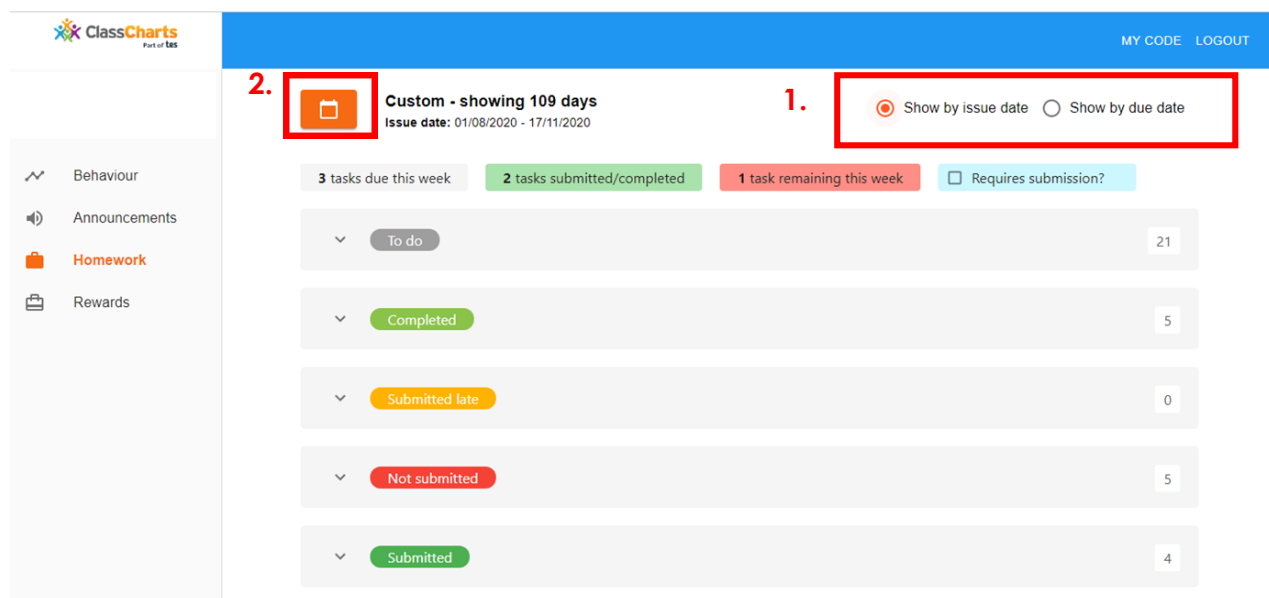 ClassCharts
Part of tes
MY CODE LOGOUT
2.
Custom - showing 109 days
Issue date: 01/08/2020 - 17/11/2020
1.
Show by issue date Show by due date
Behaviour
Announcements
Homework
Rewards
3 tasks due this week 2 tasks submitted/completed 1 task remaining this week Requires submission?
To do 21
Completed 5
Submitted late 0
Not submitted 5
Submitted 4